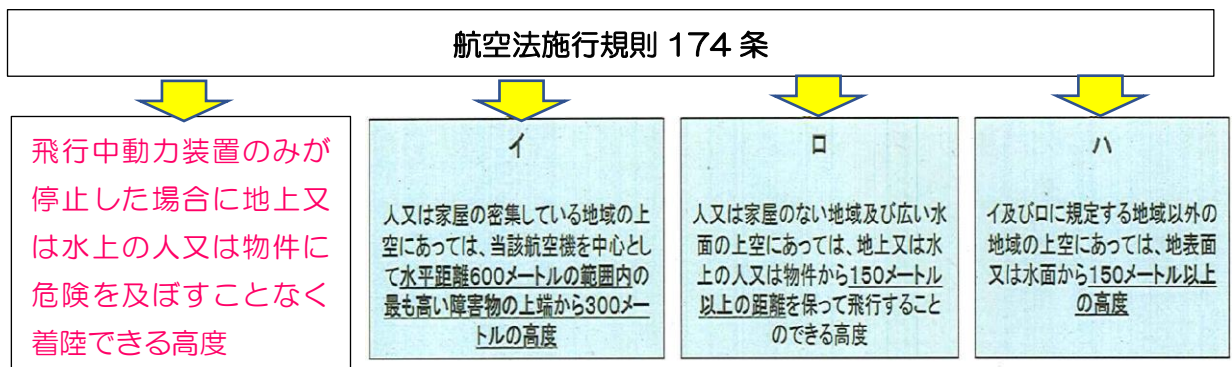 航空法施行規則 174 条
飛行中動力装置のみが
停止した場合に地上又
は水上の人又は物件に
危険を及ぼすことなく
着陸できる高度
イ
人又は家屋の密集している地域の上
空にあっては、当該航空機を中心とし
て水平距離600メートルの範囲内の
最も高い障害物の上端から300メー
トルの高度
ロ
人又は家屋のない地域及び広い水
面の上空にあっては、地上又は水
上の人又は物件から150メートル
以上の距離を保って飛行すること
のできる高度
ハ
イ及びロに規定する地域以外の
地域の上空にあっては、地表面
又は水面から150メートル以上
の高度